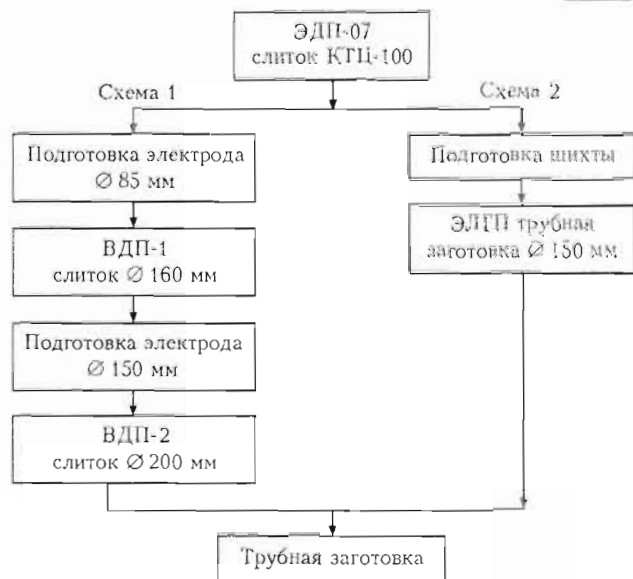 ЭДП-07
слиток КТЦ-100
Схема 1
Схема 2
Подготовка электрода
Ø 85 мм
ВДП-1
слиток Ø 160 мм
Подготовка электрода
Ø 150 мм
ВДП-2
слиток Ø 200 мм
Подготовка шихты
ЭЛГП трубная
заготовка Ø 150 мм
Трубная заготовка